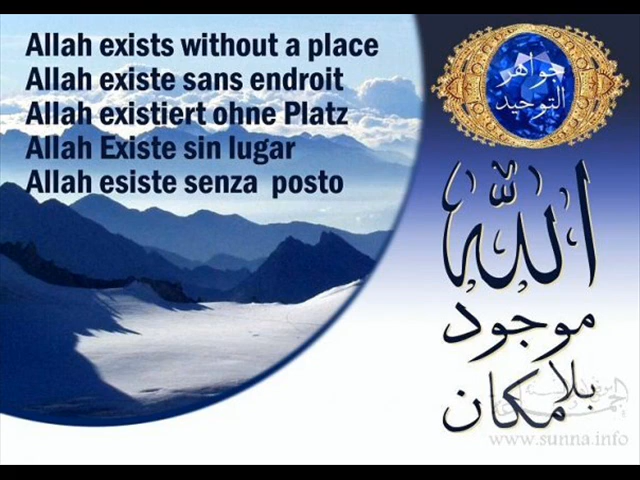 Allah exists without a place
Allah existe sans endroit
Allah existiert ohne Platz
Allah Existe sin lugar
Allah esiste senza posto
جواهر
التوحيد
الله
موجود
بلا
مكان
www.sunna.info